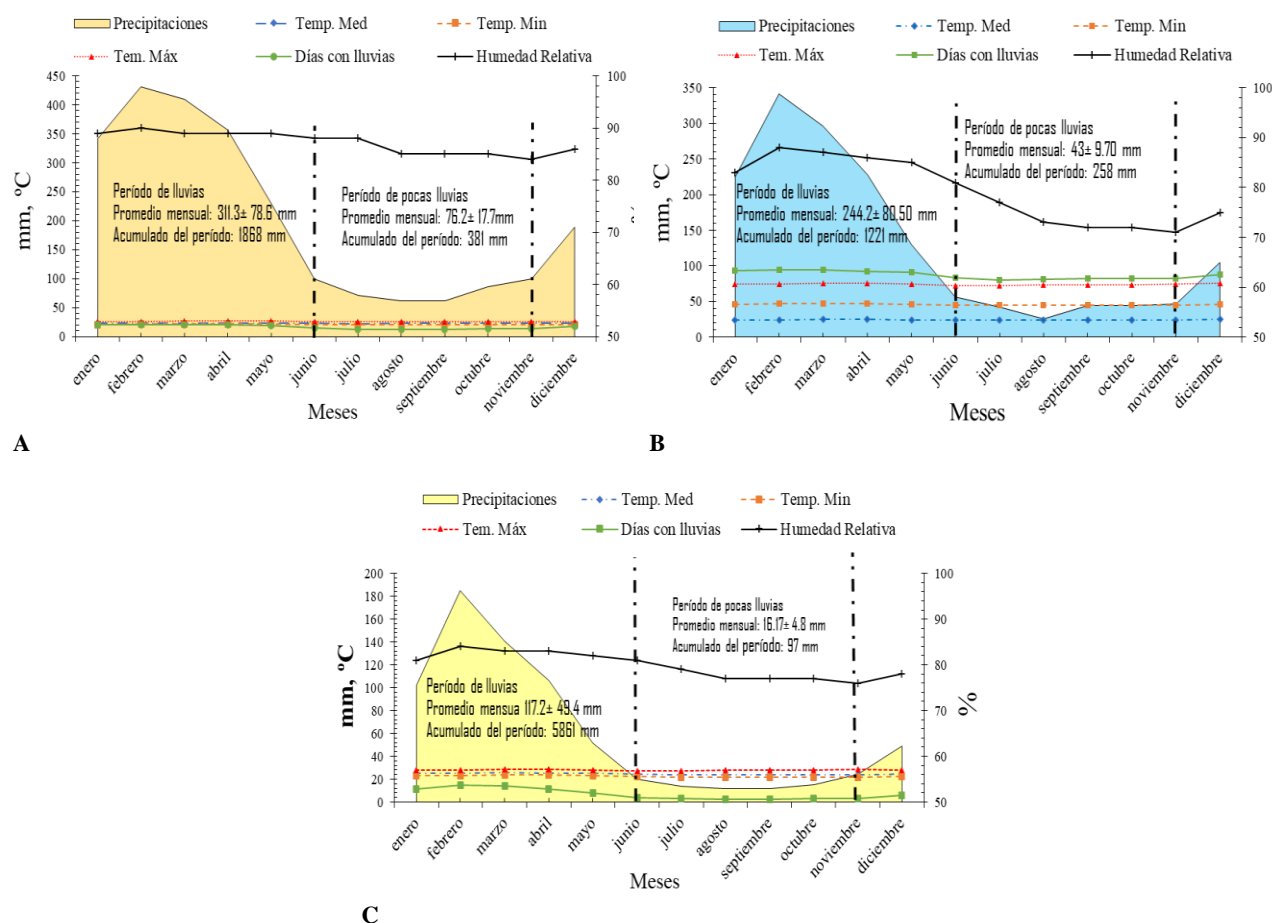 Precipitaciones Temp. Med Temp. Min
Tem. Máx Días con lluvias Humedad Relativa
450
400
350
300
250
200
150
100
50
0
100
90
80
70
60
50
mm, ºC
Período de lluvias
Promedio mensual: 311.3± 78.6 mm
Acumulado del período: 1868 mm
Período de pocas lluvias
Promedio mensual: 76.2± 17.7mm
Acumulado del período: 381 mm
enero febrero marzo abril mayo junio julio agosto septiembre octubre noviembre diciembre
Meses
A
Precipitaciones Temp. Med Temp. Min
Tem. Máx Días con lluvias Humedad Relativa
350
300
250
200
150
100
50
0
100
90
80
70
60
50
mm, ºC
Período de lluvias
Promedio mensual: 244.2± 80.50 mm
Acumulado del período: 1221 mm
Período de pocas lluvias
Promedio mensual: 43± 9.70 mm
Acumulado del período: 258 mm
enero febrero marzo abril mayo junio julio agosto septiembre octubre noviembre diciembre
Meses
B
Precipitaciones Temp. Med Temp. Min
Tem. Máx Días con lluvias Humedad Relativa
200
180
160
140
120
100
80
60
40
20
0
100
90
80
70
60
50
mm, ºC
%
Período de lluvias
Promedio mensua 117.2± 49.4 mm
Acumulado del período: 5861 mm
Período de pocas lluvias
Promedio mensual: 16.17± 4.8 mm
Acumulado del período: 97 mm
enero febrero marzo abril mayo junio julio agosto septiembre octubre noviembre diciembre
Meses
C